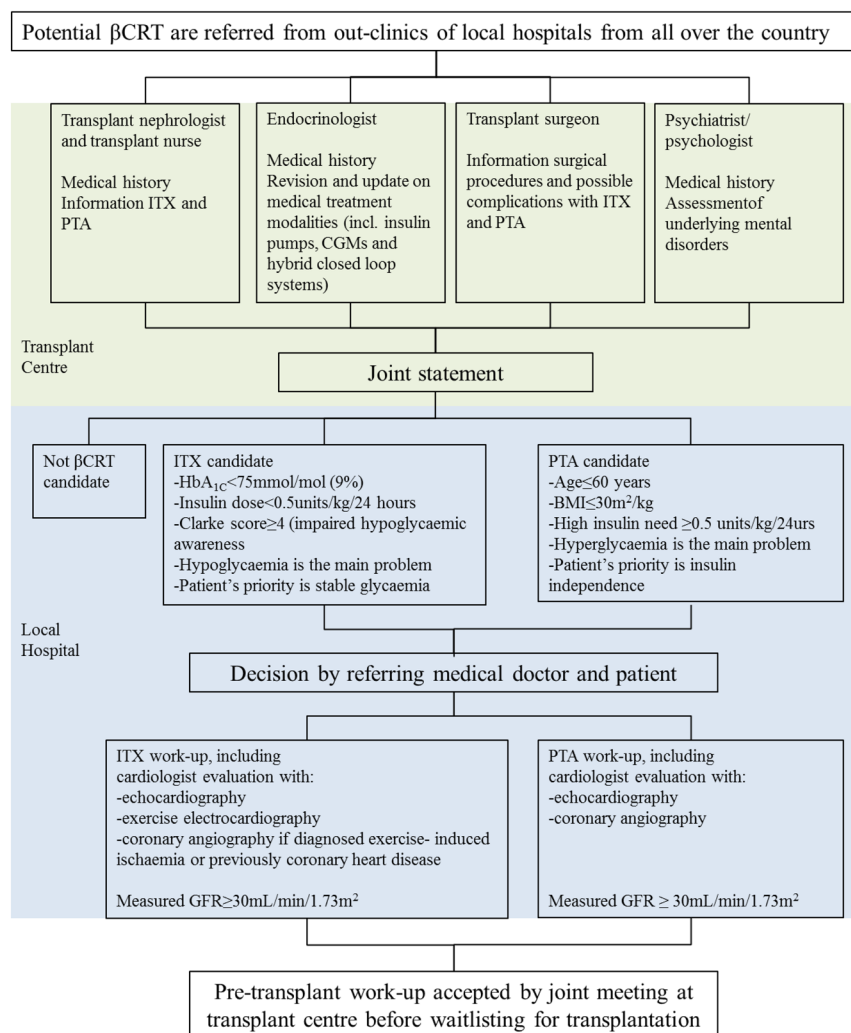 Potential βCRT are referred from out-clinics of local hospitals from all over the country
Transplant nephrologist
and transplant nurse
Medical history
Information ITX and
PTA
Endocrinologist
Medical history
Revision and update on
medical treatment
modalities (incl. insulin
pumps, CGMs and
hybrid closed loop
systems)
Transplant surgeon
Information surgical
procedures and possible
complications with ITX
and PTA
Psychiatrist/
psychologist
Medical history
Assessmentof
underlying mental
disorders
Transplant
Centre
Joint statement
Not βCRT
candidate
ITX candidate
-HbA1C<75mmol/mol (9%)
-Insulin dose<0.5units/kg/24 hours
-Clarke score≥4 (impaired hypoglycaemic
awareness
-Hypoglycaemia is the main problem
-Patient’s priority is stable glycaemia
PTA candidate
-Age≤60 years
-BMI≤30m²/kg
-High insulin need ≥0.5 units/kg/24urs
-Hyperglycaemia is the main problem
-Patient’s priority is insulin
independence
Local
Hospital
Decision by referring medical doctor and patient
ITX work-up, including
cardiologist evaluation with:
-echocardiography
-exercise electrocardiography
-coronary angiography if diagnosed exercise- induced
ischaemia or previously coronary heart disease
Measured GFR≥30mL/min/1.73m²
PTA work-up, including
cardiologist evaluation with:
-echocardiography
-coronary angiography
Measured GFR ≥ 30mL/min/1.73m²
Pre-transplant work-up accepted by joint meeting at
transplant centre before waitlisting for transplantation